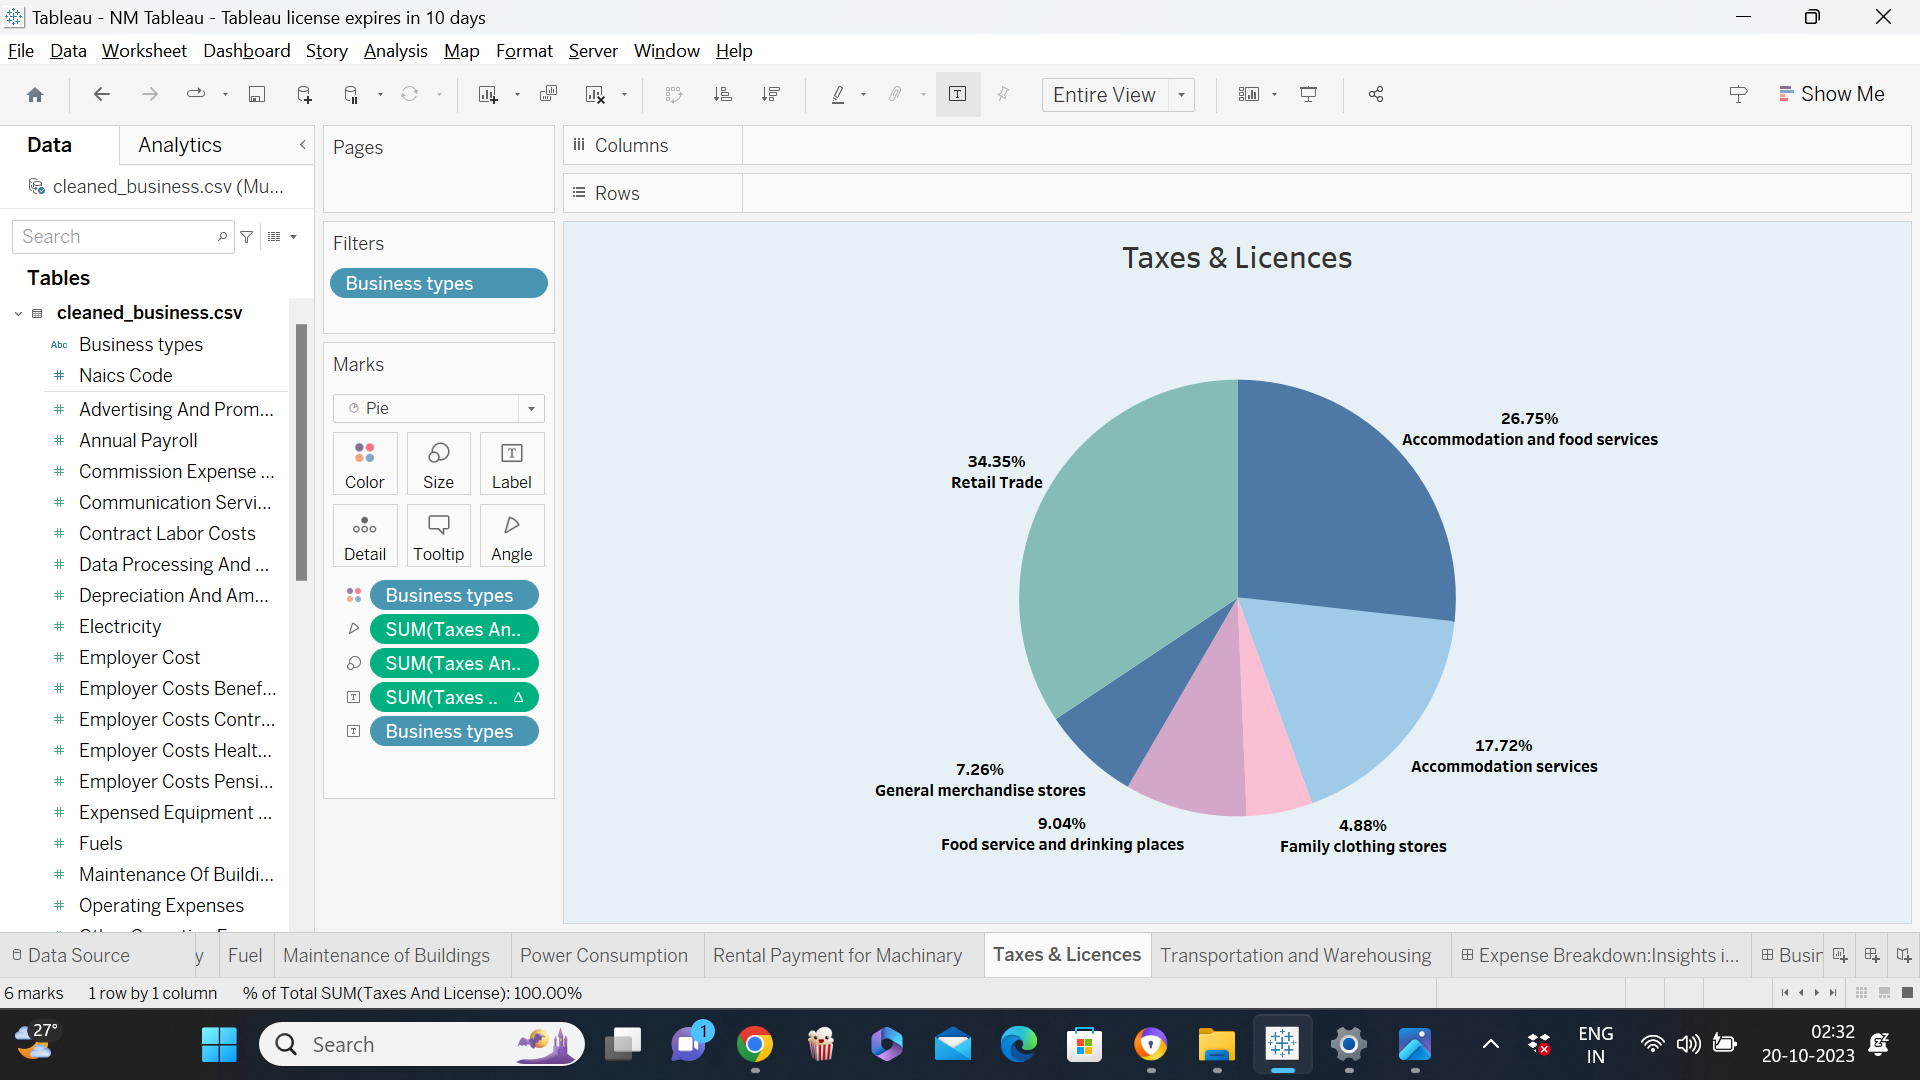 Tableau - NM Tableau - Tableau license expires in 10 days
File Data Worksheet Dashboard Story Analysis Map Format Server Window Help
Entire View
Show Me
Data Analytics
cleaned_business.csv (Mu...
Search
Tables
cleaned_business.csv
Abc Business types
# Naics Code
# Advertising And Prom...
# Annual Payroll
# Commission Expense ...
# Communication Servi...
# Contract Labor Costs
# Data Processing And ...
# Depreciation And Am...
# Electricity
# Employer Cost
# Employer Costs Benef...
# Employer Costs Contr...
# Employer Costs Healt...
# Employer Costs Pensi...
# Expensed Equipment ...
# Fuels
# Maintenance Of Buildi...
# Operating Expenses
Pages
Filters
Business types
Marks
Pie
Color Size Label
Detail Tooltip Angle
Business types
SUM(Taxes An..
SUM(Taxes An..
SUM(Taxes .. Δ
Business types
Columns
Rows
Taxes & Licences
26.75%
Accommodation and food services
34.35%
Retail Trade
17.72%
Accommodation services
7.26%
General merchandise stores
9.04%
Food service and drinking places
4.88%
Family clothing stores
Data Source y Fuel Maintenance of Buildings Power Consumption Rental Payment for Machinary Taxes & Licences Transportation and Warehousing Expense Breakdown:Insights i... Busin
6 marks 1 row by 1 column % of Total SUM(Taxes And License): 100.00%
27°
Search
1
ENG
IN
02:32
20-10-2023